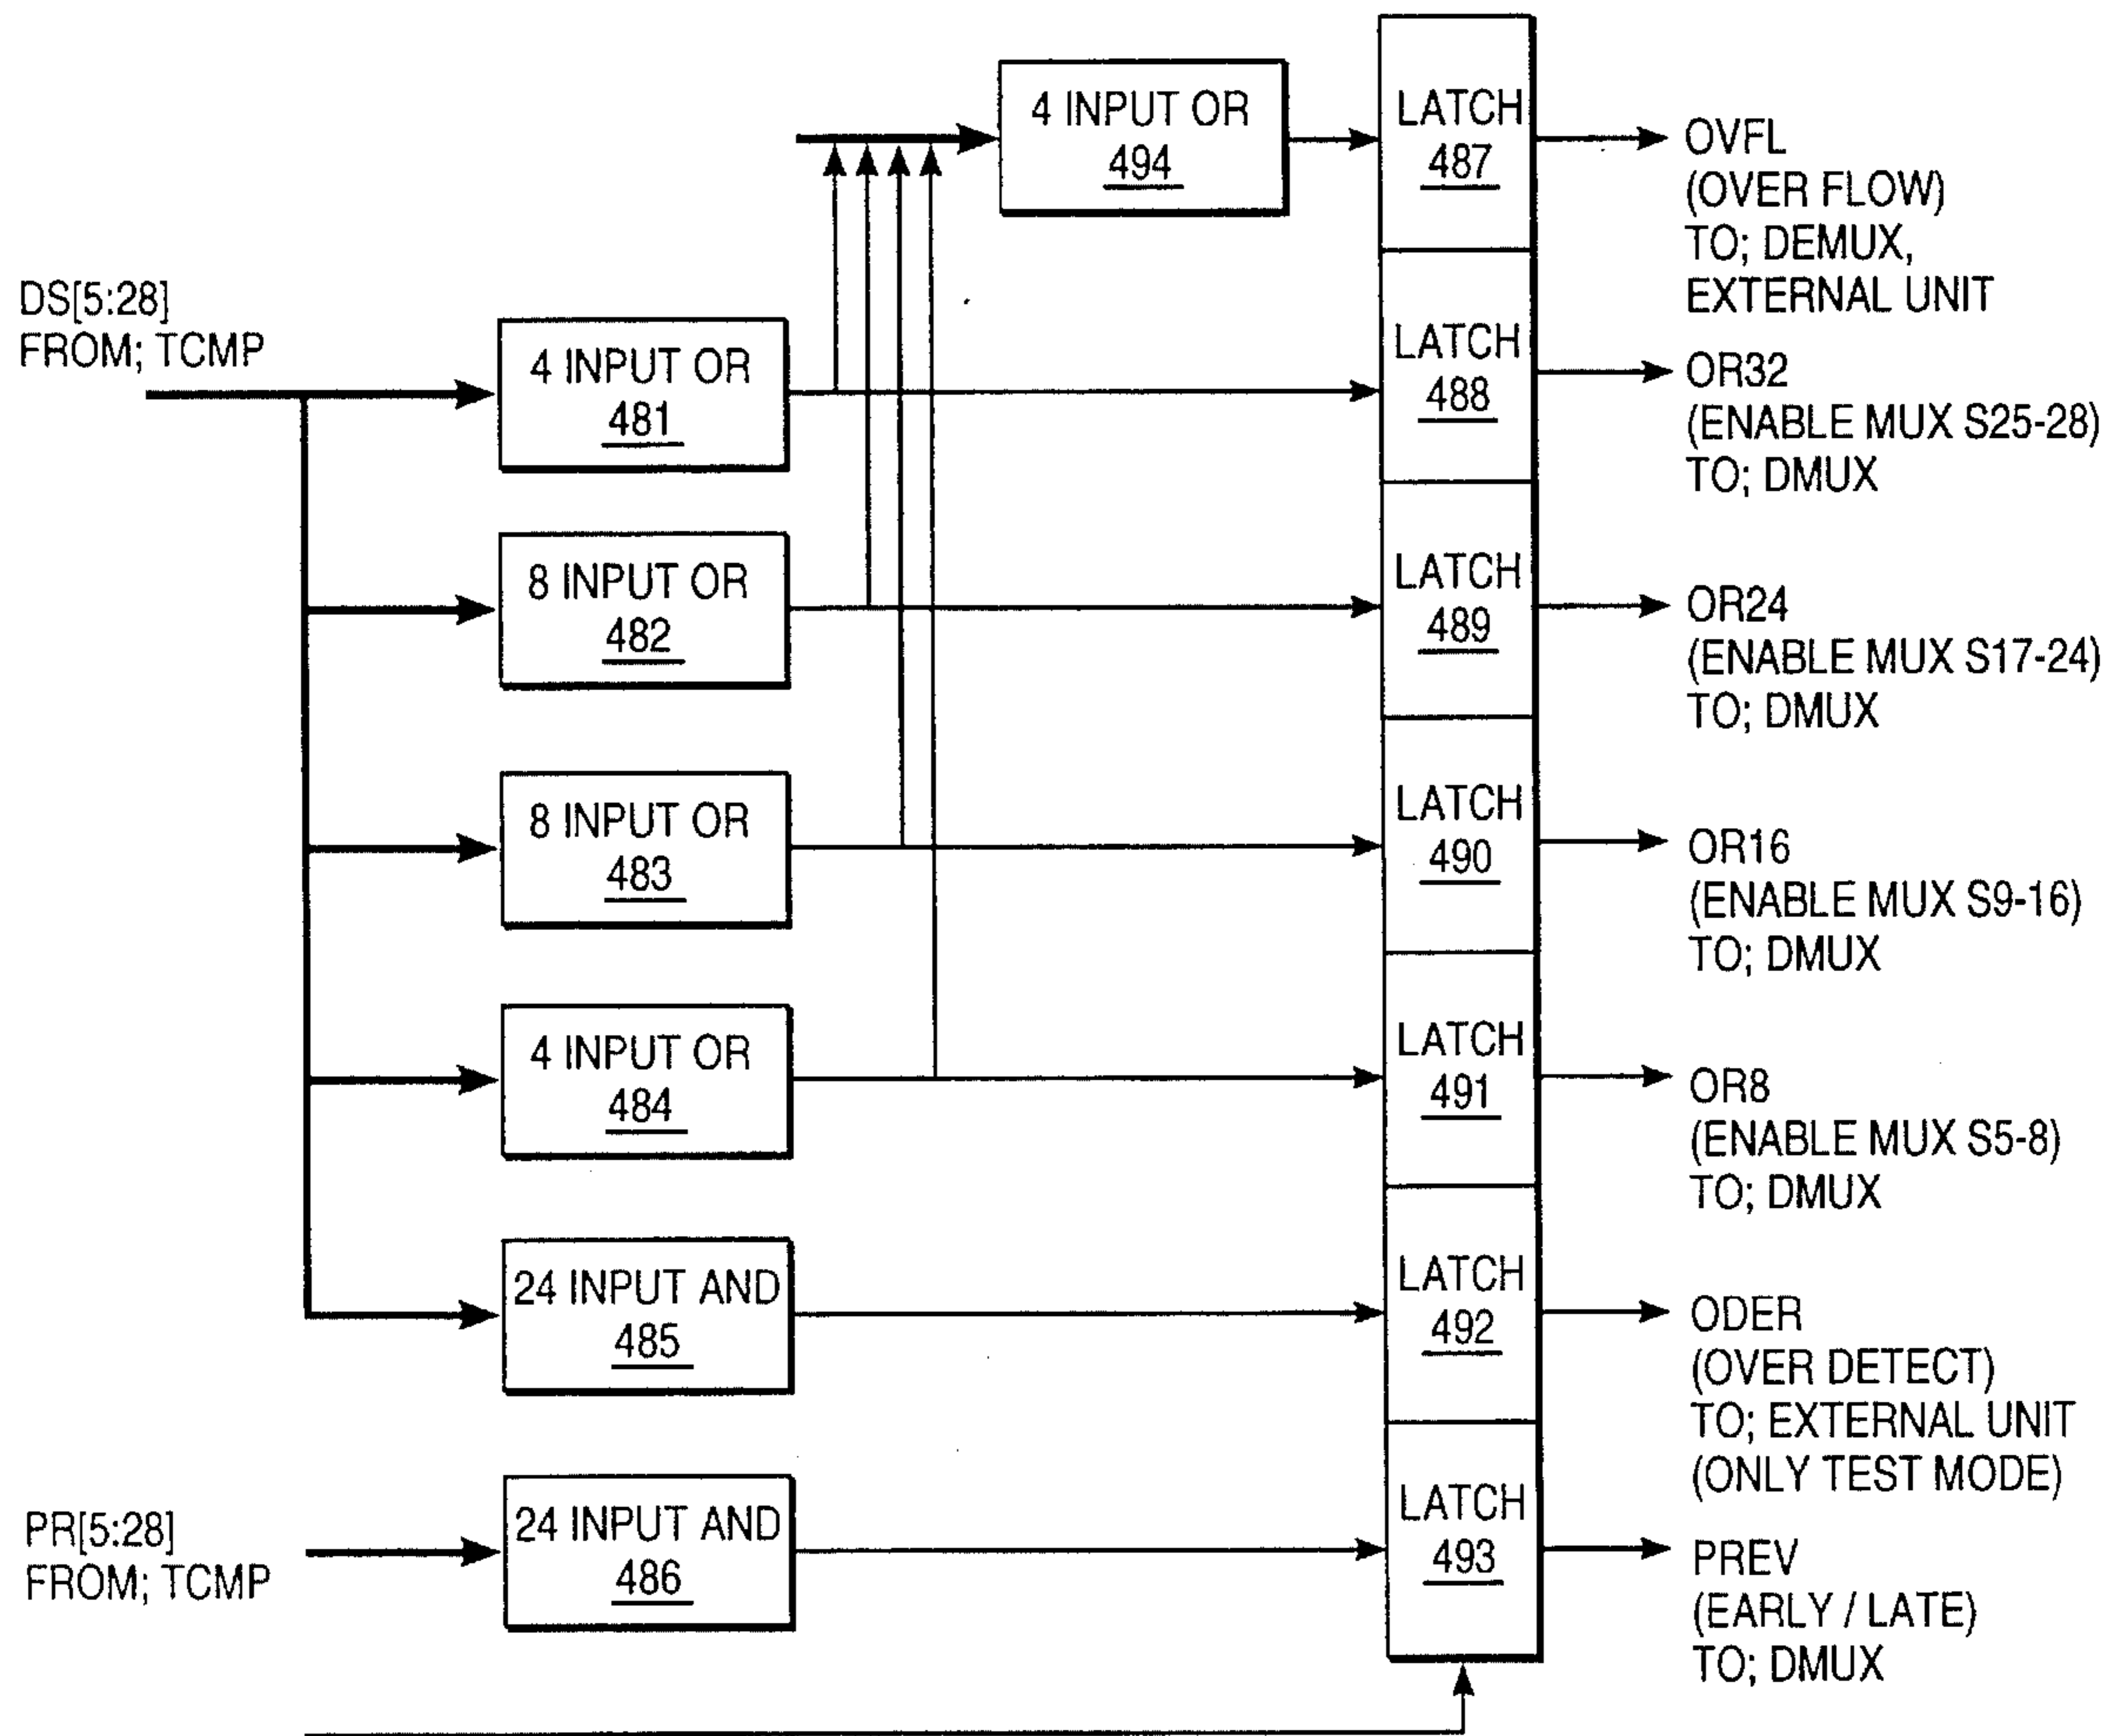 4 INPUT OR
494
LATCH
487
OVFL
(OVER FLOW)
TO; DEMUX,
EXTERNAL UNIT
DS[5:28]
FROM; TCMP
4 INPUT OR
481
LATCH
488
OR32
(ENABLE MUX S25-28)
TO; DMUX
8 INPUT OR
482
LATCH
489
OR24
(ENABLE MUX S17-24)
TO; DMUX
8 INPUT OR
483
LATCH
490
OR16
(ENABLE MUX S9-16)
TO; DMUX
4 INPUT OR
484
LATCH
491
OR8
(ENABLE MUX S5-8)
TO; DMUX
24 INPUT AND
485
LATCH
492
ODER
(OVER DETECT)
TO; EXTERNAL UNIT
(ONLY TEST MODE)
PR[5:28]
FROM; TCMP
24 INPUT AND
486
LATCH
493
PREV
(EARLY / LATE)
TO; DMUX